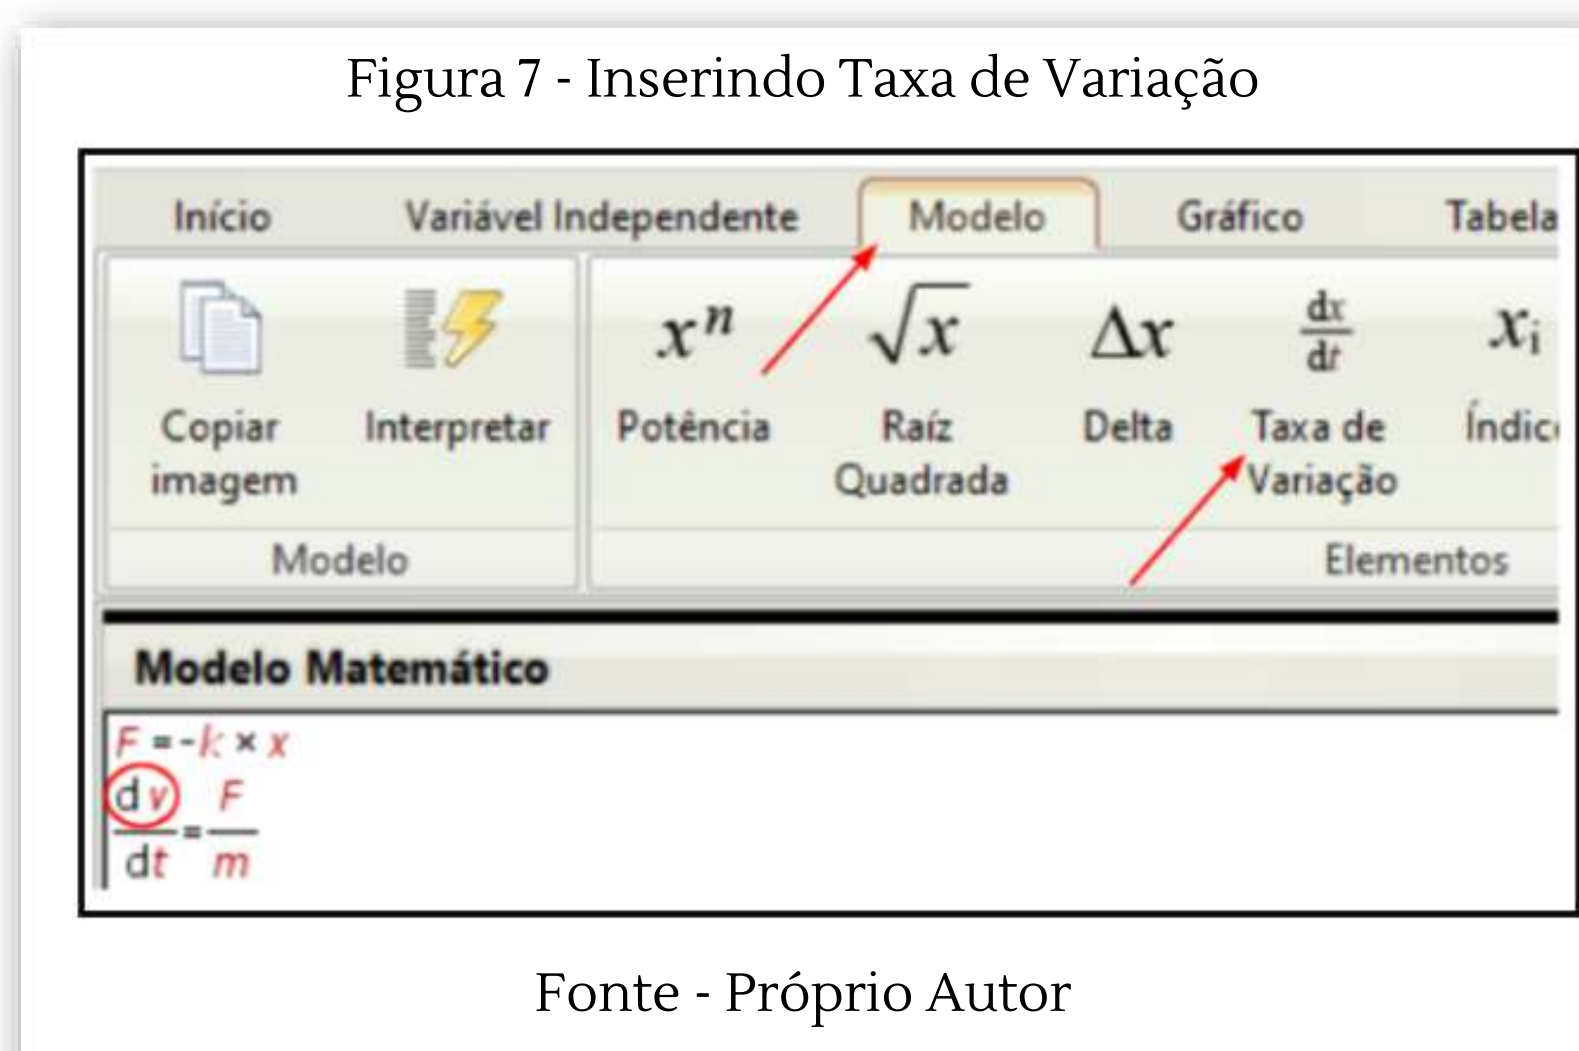 Figura 7 - Inserindo Taxa de Variação
Início Variável Independente Modelo Gráfico Tabela
xⁿ √x Δx dx/dt xᵢ
Copiar imagem Interpretar Potência Raíz Quadrada Delta Taxa de Variação
Modelo Elementos
Modelo Matemático
F = -k × x
dv/dt = F/m
Fonte - Próprio Autor